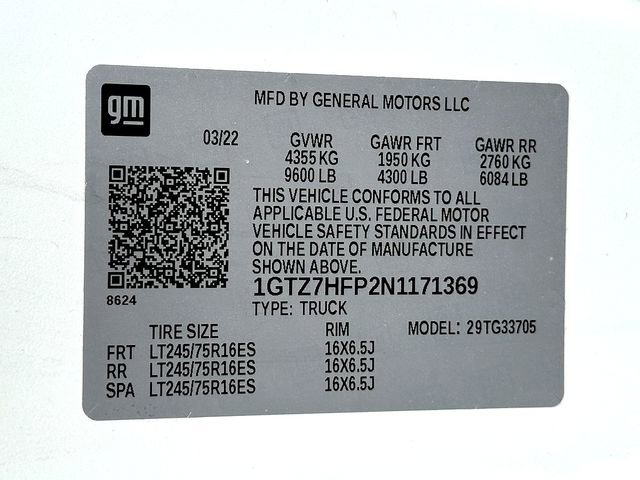 gm
MFD BY GENERAL MOTORS LLC
03/22 GVWR GAWR FRT GAWR RR
4355 KG 1950 KG 2760 KG
9600 LB 4300 LB 6084 LB
THIS VEHICLE CONFORMS TO ALL
APPLICABLE U.S. FEDERAL MOTOR
VEHICLE SAFETY STANDARDS IN EFFECT
ON THE DATE OF MANUFACTURE
SHOWN ABOVE.
8624
1GTZ7HFP2N1171369
TYPE: TRUCK
TIRE SIZE RIM MODEL: 29TG33705
FRT LT245/75R16ES 16X6.5J
RR LT245/75R16ES 16X6.5J
SPA LT245/75R16ES 16X6.5J